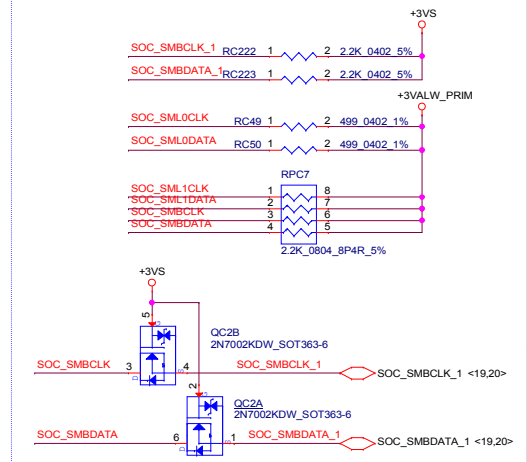 +3VS
SOC_SMBCLK_1 RC222 1 2 2.2K_0402_5%
SOC_SMBDATA_1 RC223 1 2 2.2K_0402_5%
+3VALW_PRIM
SOC_SML0CLK RC49 1 2 499_0402_1%
SOC_SML0DATA RC50 1 2 499_0402_1%
RPC7
SOC_SML1CLK 1 8
SOC_SML1DATA 2 7
SOC_SMBCLK 3 6
SOC_SMBDATA 4 5
2.2K_0804_8P4R_5%
+3VS
5
QC2B
2N7002KDW_SOT363-6
SOC_SMBCLK 3 D S 4 SOC_SMBCLK_1 SOC_SMBCLK_1 <19,20>
2
QC2A
2N7002KDW_SOT363-6
SOC_SMBDATA 6 D S 1 SOC_SMBDATA_1 SOC_SMBDATA_1 <19,20>